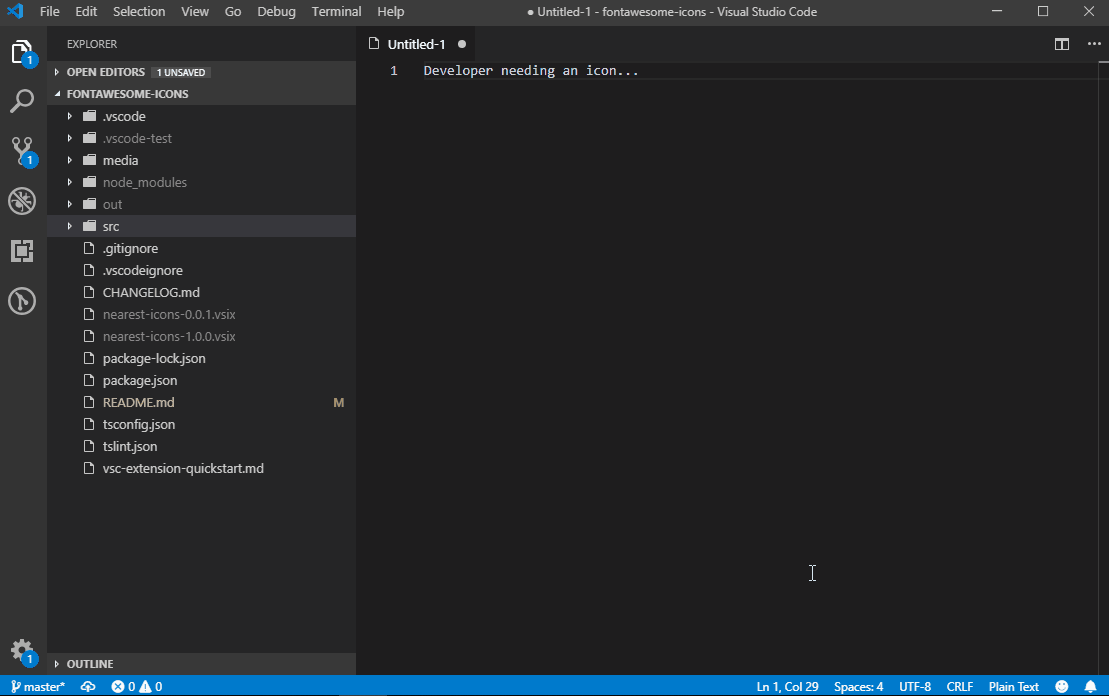 File Edit Selection View Go Debug Terminal Help ● Untitled-1 - fontawesome-icons - Visual Studio Code
EXPLORER
Untitled-1
1
OPEN EDITORS 1 UNSAVED
1 Developer needing an icon...
FONTAWESOME-ICONS
.vscode
.vscode-test
1
media
node_modules
out
src
.gitignore
.vscodeignore
CHANGELOG.md
nearest-icons-0.0.1.vsix
nearest-icons-1.0.0.vsix
package-lock.json
package.json
README.md M
tsconfig.json
tslint.json
vsc-extension-quickstart.md
1
OUTLINE
master* 0 0 Ln 1, Col 29 Spaces: 4 UTF-8 CRLF Plain Text